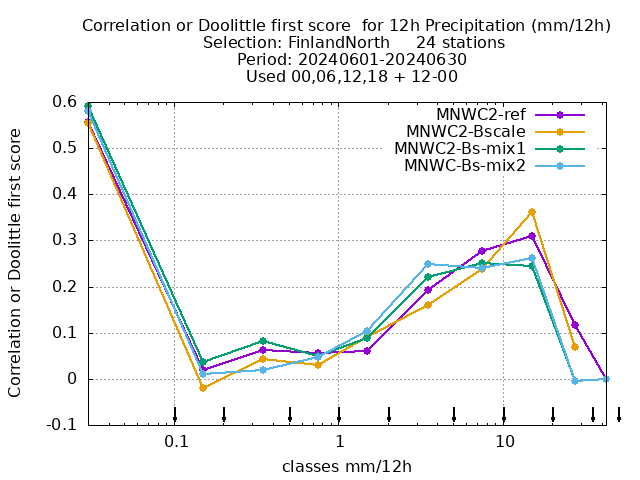 Correlation or Doolittle first score  for 12h Precipitation (mm/12h)
Selection: FinlandNorth     24 stations
Period: 20240601-20240630
Used 00,06,12,18 + 12-00
MNWC2-ref
MNWC2-Bscale
MNWC2-Bs-mix1
MNWC-Bs-mix2
Correlation or Doolittle first score
0.6
0.5
0.4
0.3
0.2
0.1
0
-0.1
0.1 1 10
classes mm/12h